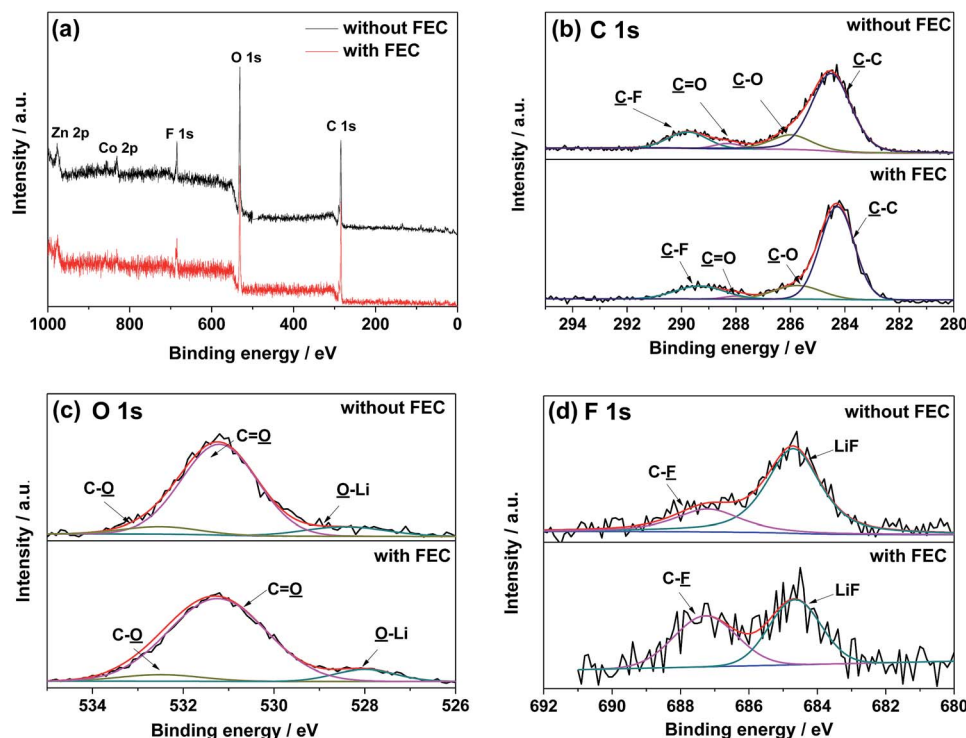 (a)
without FEC
with FEC
O 1s
C 1s
F 1s
Zn 2p
Co 2p
Intensity / a.u.
1000 800 600 400 200 0
Binding energy / eV
(b) C 1s
without FEC
C-C
C-O
C=O
C-F
with FEC
C-C
C-O
C=O
C-F
Intensity / a.u.
294 292 290 288 286 284 282 280
Binding energy / eV
(c) O 1s
without FEC
C=O
C-O
O-Li
with FEC
C=O
C-O
O-Li
Intensity / a.u.
534 532 530 528 526
Binding energy / eV
(d) F 1s
without FEC
LiF
C-F
with FEC
C-F
LiF
Intensity / a.u.
692 690 688 686 684 682 680
Binding energy / eV